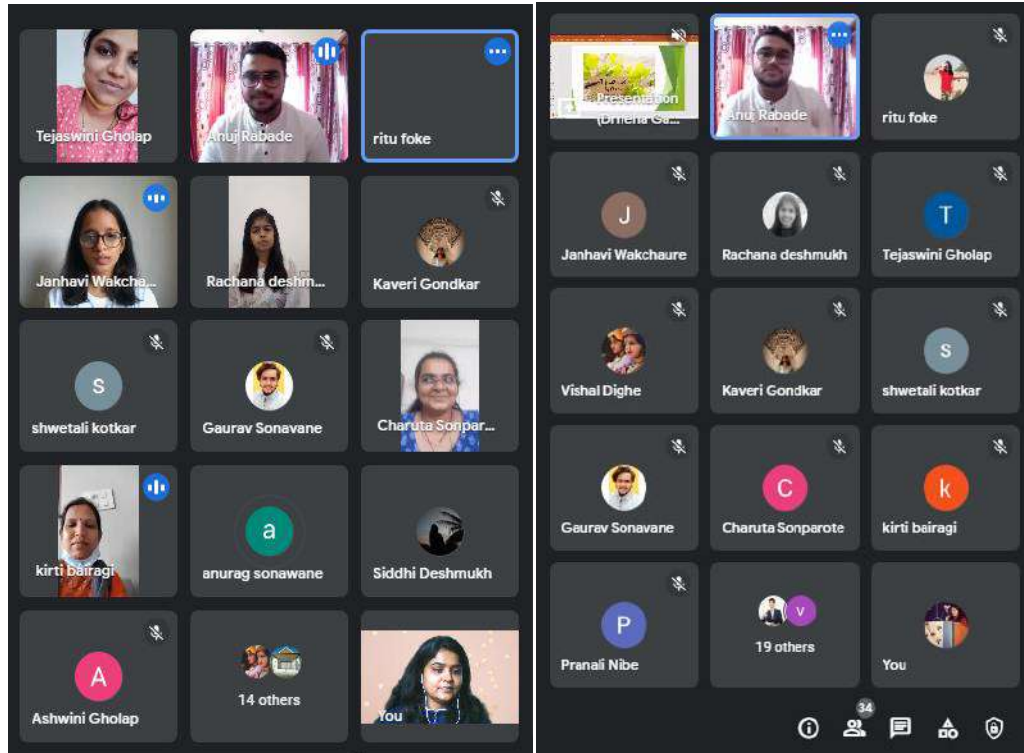 Tejaswini Gholap
Anuj Rabade
ritu foke
Janhavi Wakcha...
Rachana deshm...
Kaveri Gondkar
s
shwetali kotkar
Gaurav Sonavane
Charuta Sonpar...
kirti bairagi
a
anurag sonawane
Siddhi Deshmukh
A
Ashwini Gholap
14 others
You
Presentation
Anuj Rabade
ritu foke
J
Janhavi Wakchaure
Rachana deshmukh
T
Tejaswini Gholap
Vishal Dighe
Kaveri Gondkar
s
shwetali kotkar
Gaurav Sonavane
C
Charuta Sonparote
k
kirti bairagi
P
Pranali Nibe
v
19 others
You
34